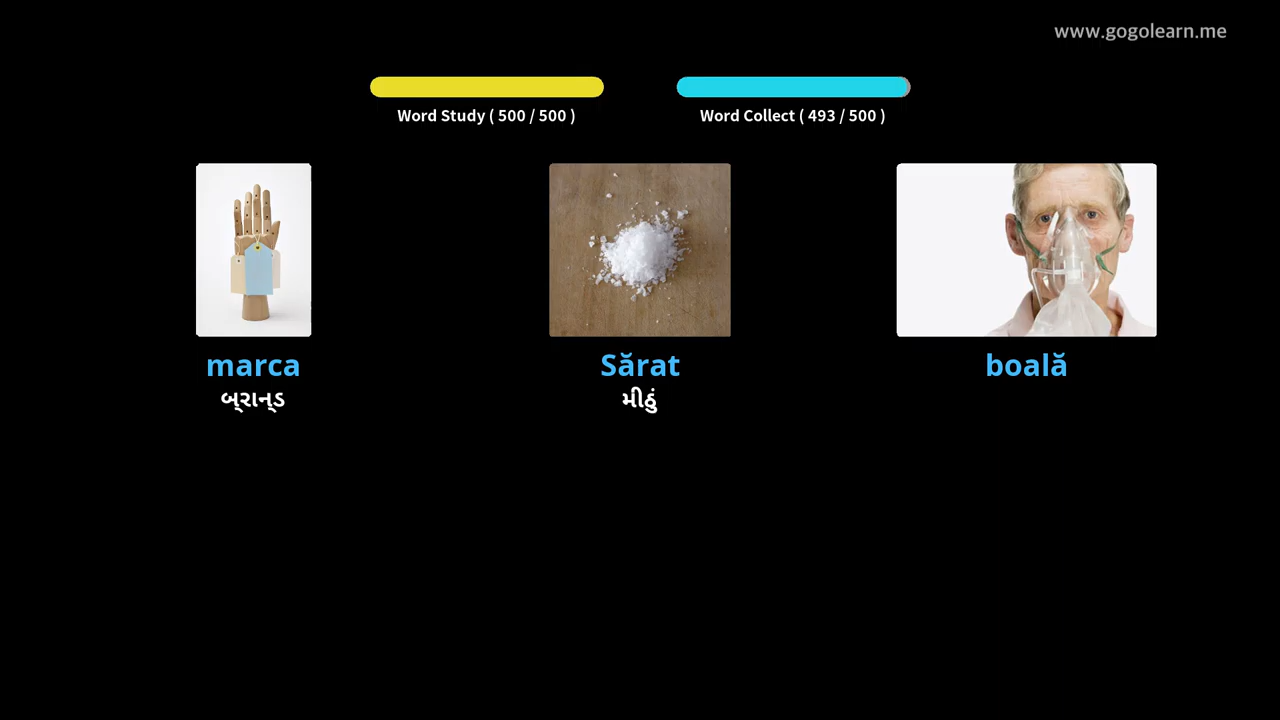 www.gogolearn.me
Word Study ( 500 / 500 )
Word Collect ( 493 / 500 )
marca
બ્રાન્ડ
Sărat
મીઠું
boală